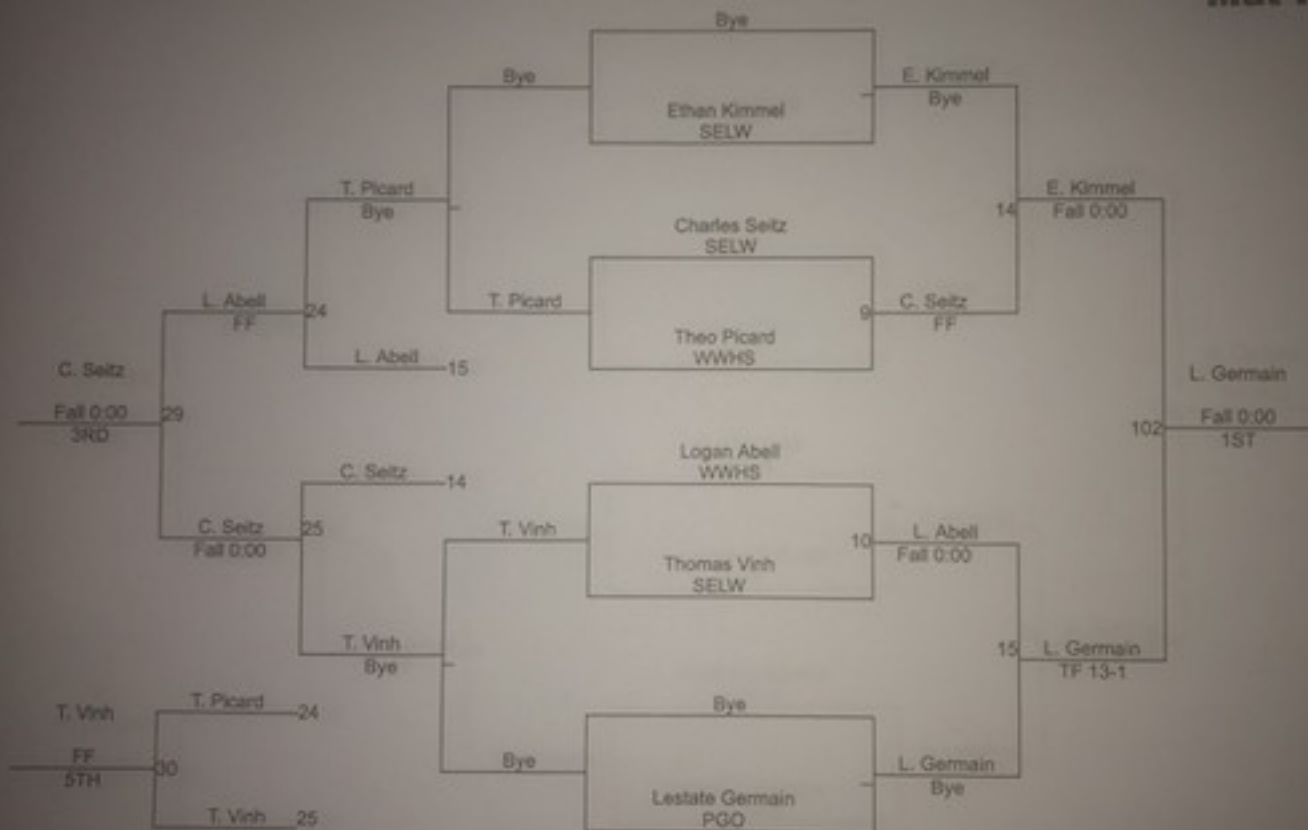 Bye
Bye
E. Kimmel
Bye
Ethan Kimmel
SELW
T. Picard
Bye
E. Kimmel
14
Fall 0:00
Charles Seitz
SELW
L. Abell
FF
24
T. Picard
9
C. Seitz
FF
Theo Picard
WWHS
L. Abell
15
C. Seitz
Fall 0:00
3RD
29
L. Germain
102
Fall 0:00
1ST
Logan Abell
WWHS
C. Seitz
14
C. Seitz
Fall 0:00
25
T. Vinh
10
L. Abell
Fall 0:00
Thomas Vinh
SELW
T. Vinh
Bye
15
L. Germain
TF 13-1
T. Vinh
FF
5TH
30
T. Picard
24
Bye
Bye
L. Germain
Bye
Lestate Germain
PGO
T. Vinh
25